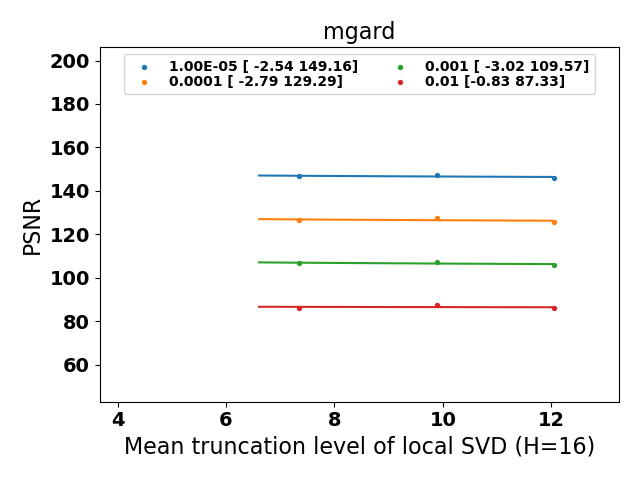 mgard
1.00E-05 [ -2.54 149.16]
0.0001 [ -2.79 129.29]
0.001 [ -3.02 109.57]
0.01 [-0.83 87.33]
200
180
160
140
120
100
80
60
PSNR
4 6 8 10 12
Mean truncation level of local SVD (H=16)